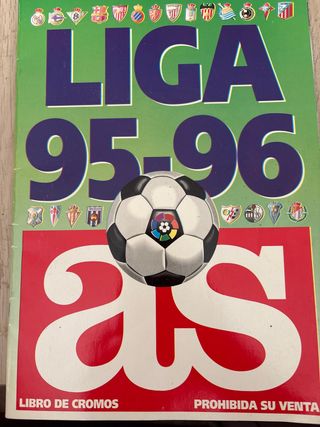 LIGA
95-96
as
LIBRO DE CROMOS PROHIBIDA SU VENTA